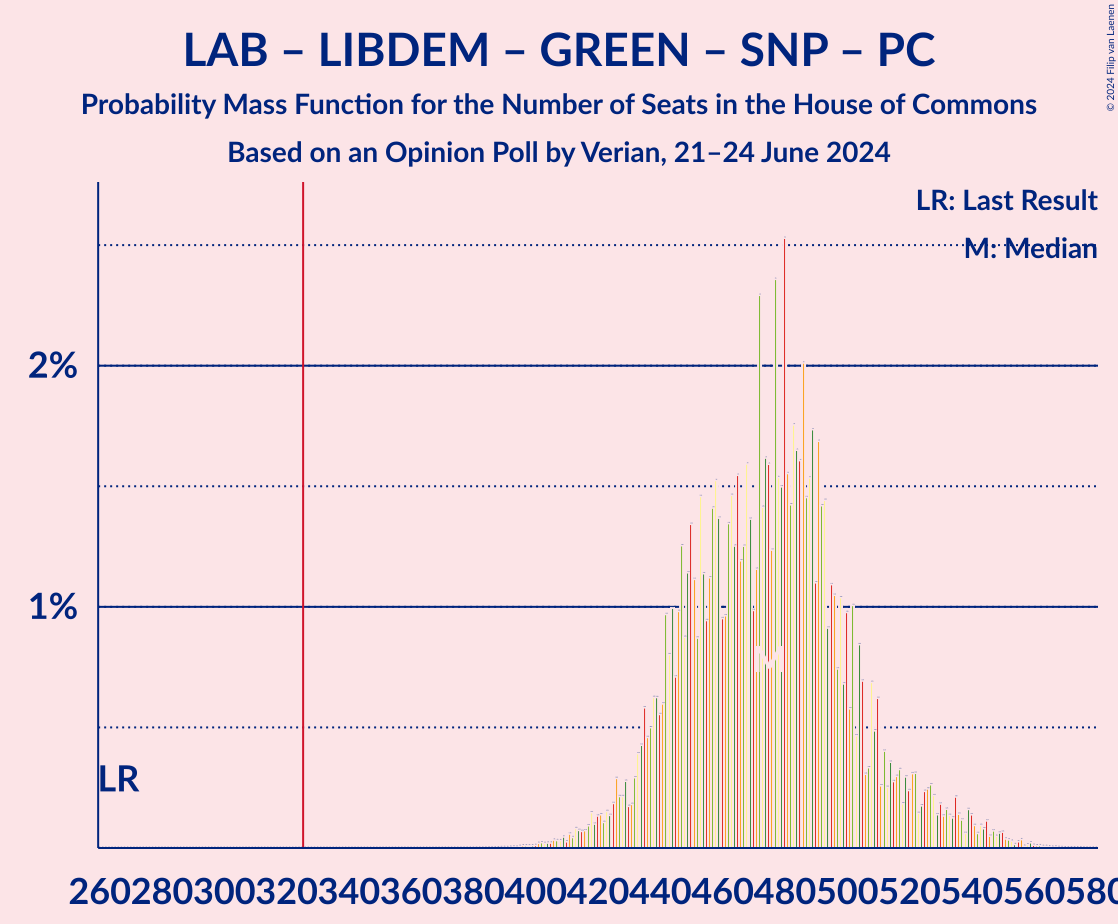 LAB – LIBDEM – GREEN – SNP – PC
© 2024 Filip van Laenen
Probability Mass Function for the Number of Seats in the House of Commons
Based on an Opinion Poll by Verian, 21–24 June 2024
LR: Last Result
M: Median
2%
1%
LR
M
260280300320340360380400420440460480500520540560580